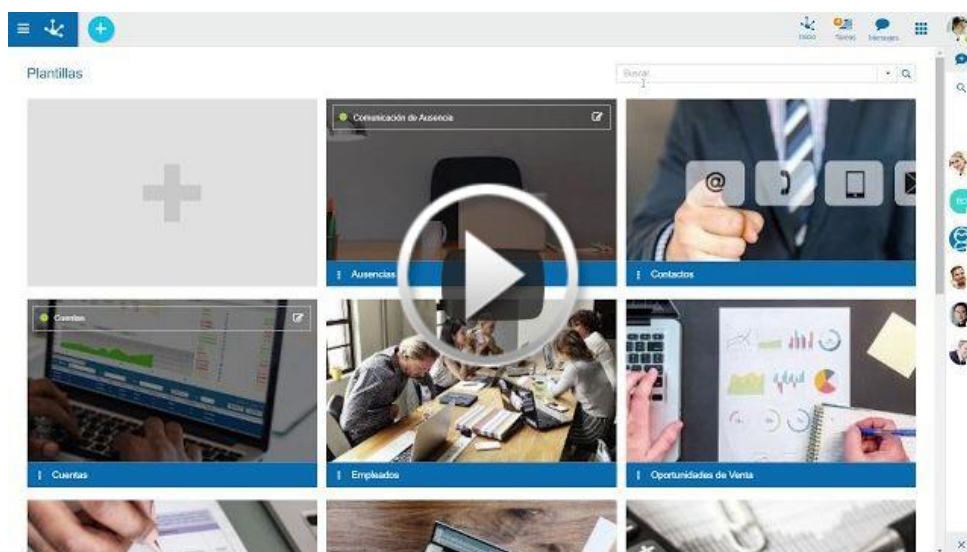 Inicio
Tareas
Mensajes
Plantillas
Buscar
Comunicación de Ausencia
@
Ausencias
Contactos
Cuentas
Cuentas
Empleados
Oportunidades de Venta